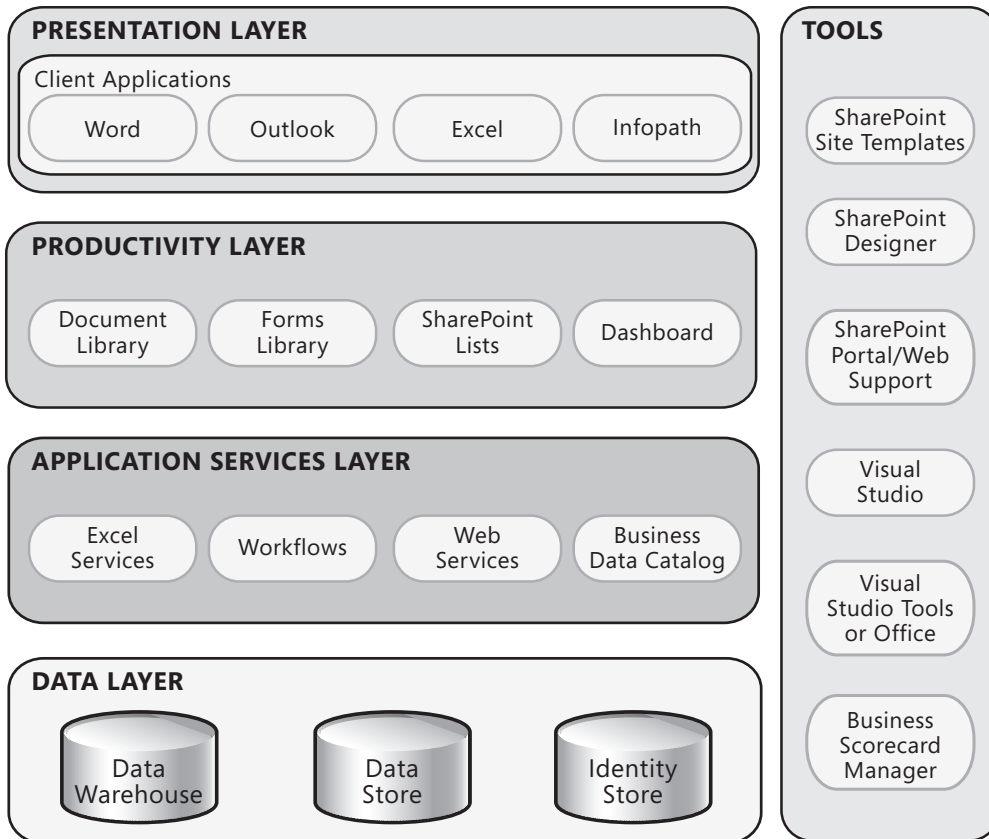 PRESENTATION LAYER
Client Applications
Word
Outlook
Excel
Infopath
PRODUCTIVITY LAYER
Document
Library
Forms
Library
SharePoint
Lists
Dashboard
APPLICATION SERVICES LAYER
Excel
Services
Workflows
Web
Services
Business
Data Catalog
DATA LAYER
Data
Warehouse
Data
Store
Identity
Store
TOOLS
SharePoint
Site Templates
SharePoint
Designer
SharePoint
Portal/Web
Support
Visual
Studio
Visual
Studio Tools
or Office
Business
Scorecard
Manager